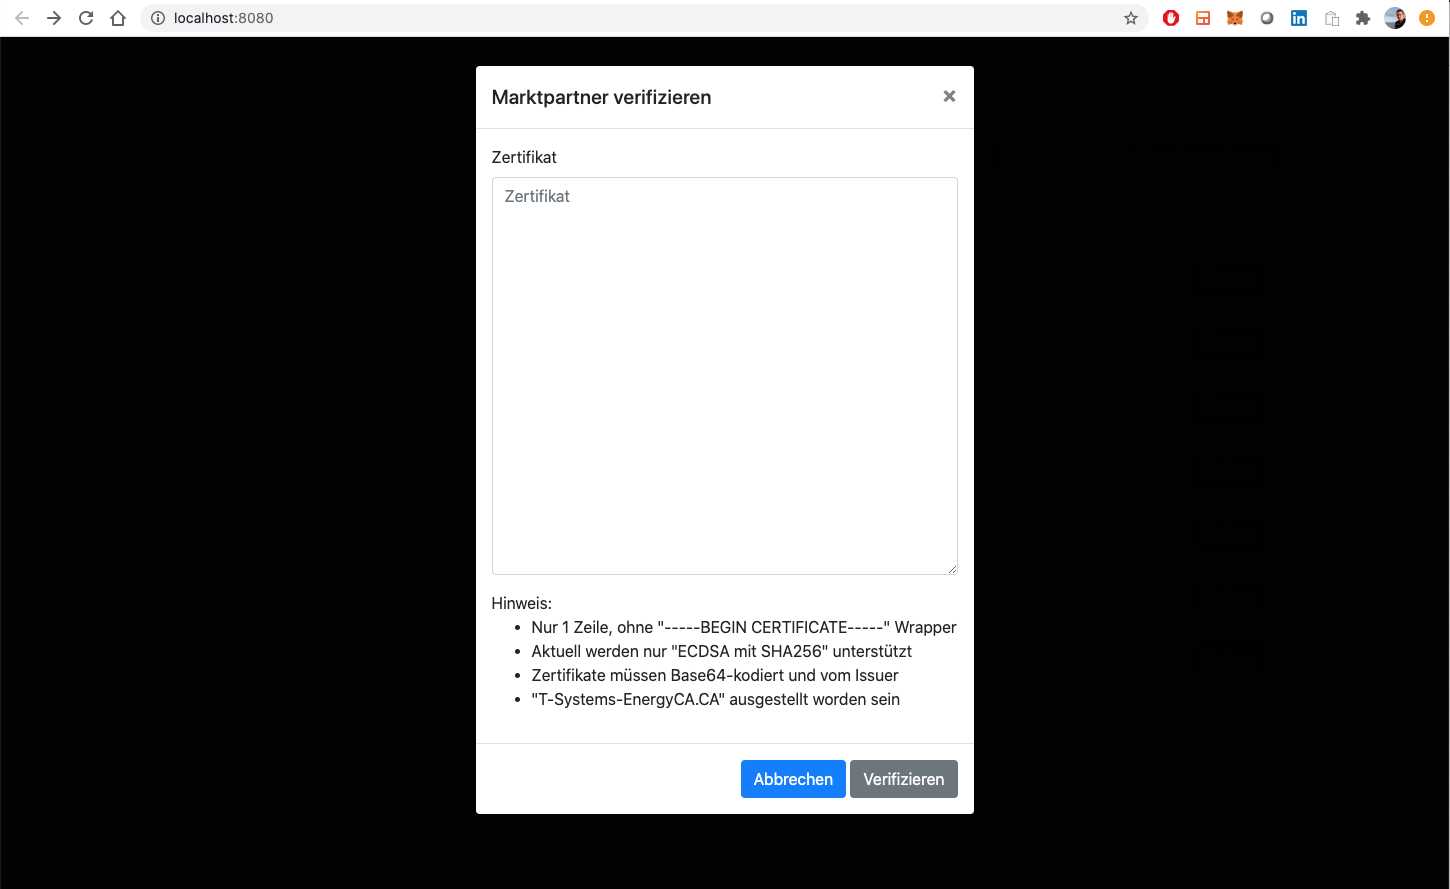 localhost:8080
Marktpartner verifizieren
×
Zertifikat
Zertifikat
Hinweis:
• Nur 1 Zeile, ohne "-----BEGIN CERTIFICATE-----" Wrapper
• Aktuell werden nur "ECDSA mit SHA256" unterstützt
• Zertifikate müssen Base64-kodiert und vom Issuer
• "T-Systems-EnergyCA.CA" ausgestellt worden sein
Abbrechen Verifizieren